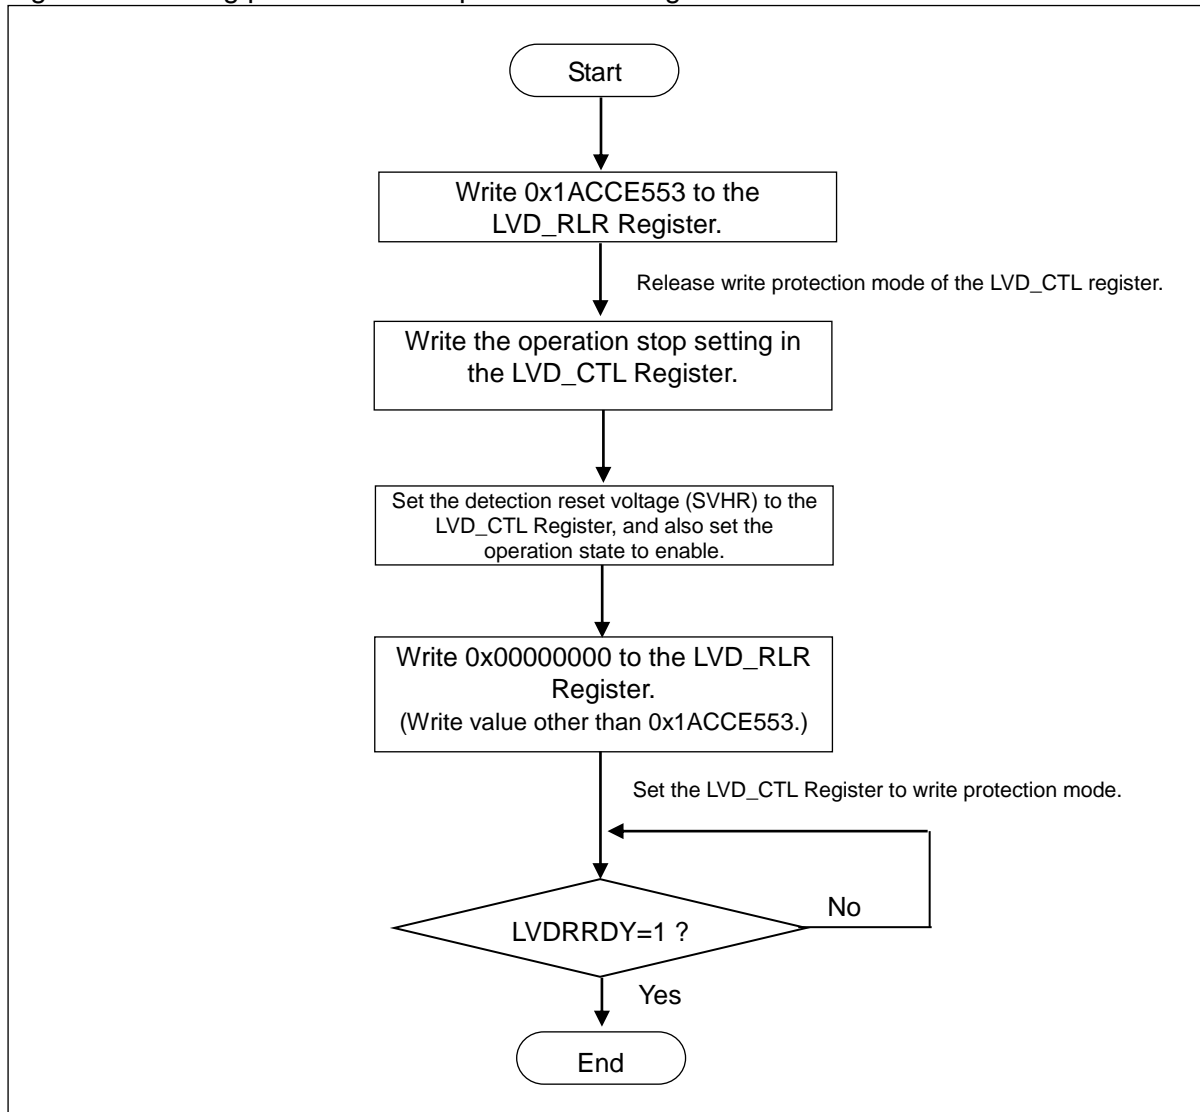 Start
Write 0x1ACCE553 to the
LVD_RLR Register.
Release write protection mode of the LVD_CTL register.
Write the operation stop setting in
the LVD_CTL Register.
Set the detection reset voltage (SVHR) to the
LVD_CTL Register, and also set the
operation state to enable.
Write 0x00000000 to the LVD_RLR
Register.
(Write value other than 0x1ACCE553.)
Set the LVD_CTL Register to write protection mode.
No
LVDRRDY=1 ?
Yes
End